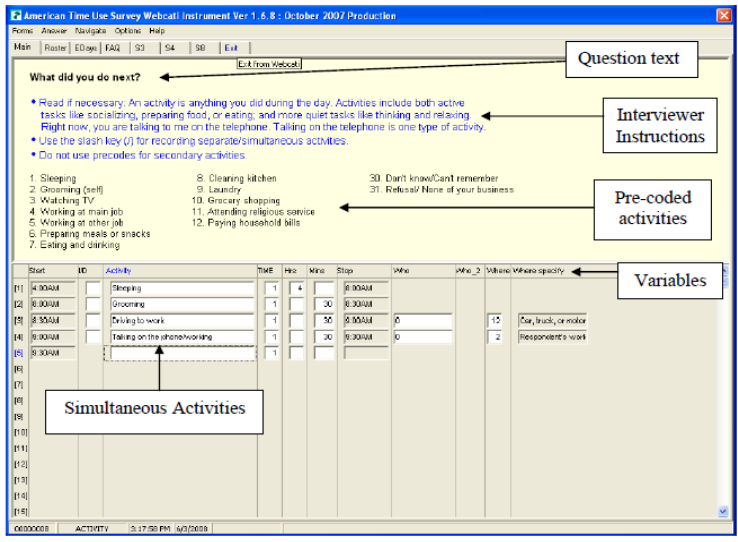 American Time Use Survey Webcati Instrument Ver 1.6.8 : October 2007 Production
Forms Answer Navigate Options Help
Main Roster EDays FAQ S3 S4 S8 Exit
Exit from Webcati
Question text
What did you do next?
• Read if necessary: An activity is anything you did during the day. Activities include both active
tasks like socializing, preparing food, or eating; and more quiet tasks like thinking and relaxing.
Right now, you are talking to me on the telephone. Talking on the telephone is one type of activity.
• Use the slash key (/) for recording separate/simultaneous activities.
• Do not use precodes for secondary activities.
Interviewer
Instructions
1. Sleeping 8. Cleaning kitchen 30. Don't know/Can't remember
2. Grooming (self) 9. Laundry 31. Refusal/ None of your business
3. Watching TV 10. Grocery shopping
4. Working at main job 11. Attending religious service
5. Working at other job 12. Paying household bills
6. Preparing meals or snacks
7. Eating and drinking
Pre-coded
activities
Variables
Start I/D Activity TIME Hrs Mins Stop Who Who_2 Where Where specify
[1] 4:00AM Sleeping 1 4 8:00AM
[2] 8:00AM Grooming 1 30 8:30AM
[3] 8:30AM Driving to work 1 30 9:00AM 0 12 Car, truck, or motor
[4] 9:00AM Talking on the phone/working 1 30 9:30AM 0 2 Respondent's work
[5] 9:30AM 1
[6]
[7]
[8]
[9]
[10]
[11]
[12]
[13]
[14]
[15]
Simultaneous Activities
00000008 ACTIVITY 3:17:58 PM 6/3/2008